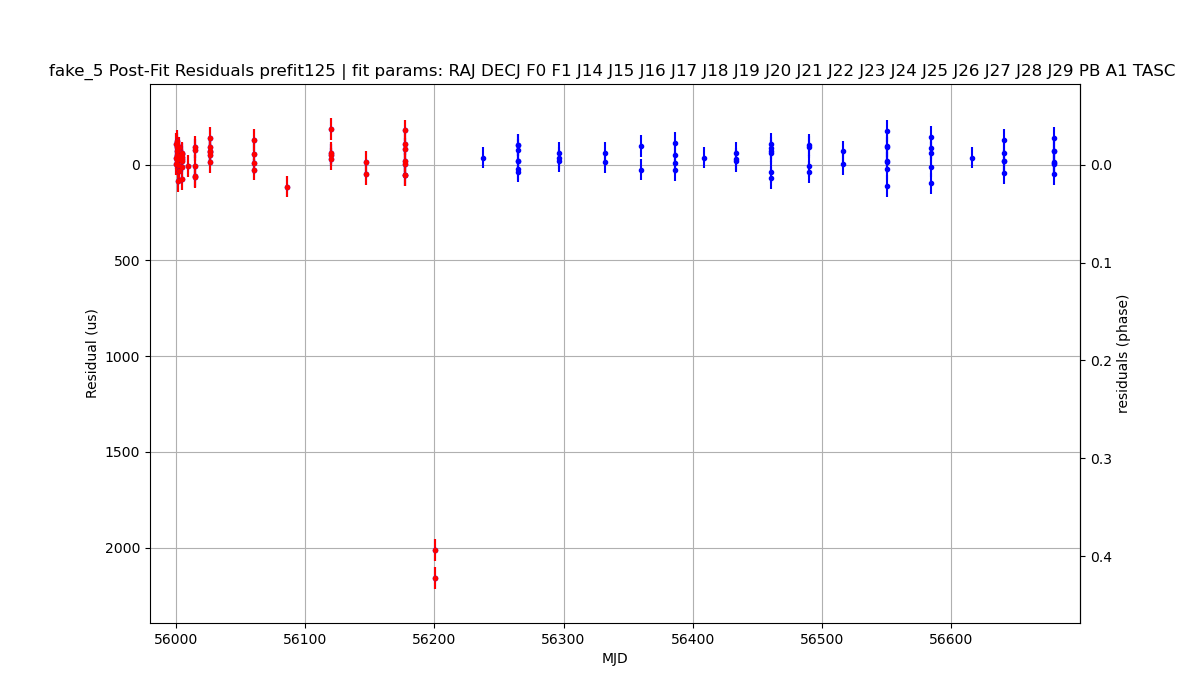 fake_5 Post-Fit Residuals prefit125 | fit params: RAJ DECJ F0 F1 J14 J15 J16 J17 J18 J19 J20 J21 J22 J23 J24 J25 J26 J27 J28 J29 PB A1 TASC
0
500
1000
1500
2000
Residual (us)
0.0
0.1
0.2
0.3
0.4
residuals (phase)
56000 56100 56200 56300 56400 56500 56600
MJD